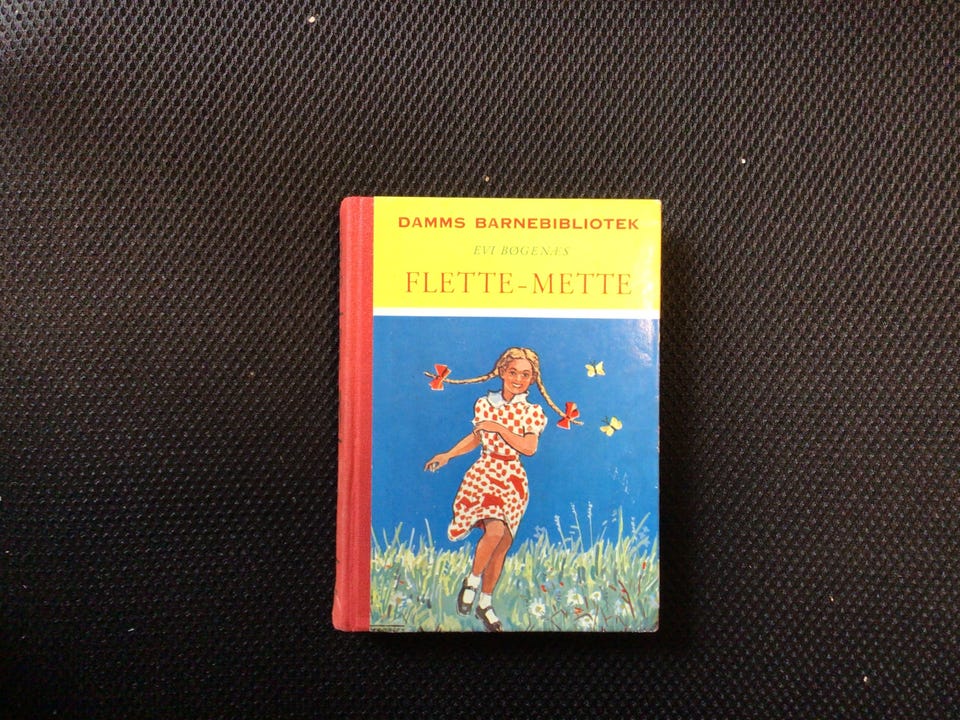 DAMMS BARNEBIBLIOTEK
EVI BØGENÆS
FLETTE-METTE